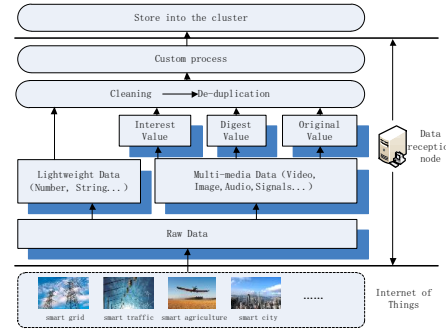 Store into the cluster
Custom process
Cleaning De-duplication
Interest
Value
Digest
Value
Original
Value
Data
reception
node
Lightweight Data
(Number, String...)
Multi-media Data (Video,
Image,Audio,Signals...)
Raw Data
smart grid
smart traffic
smart agriculture
smart city
......
Internet of
Things